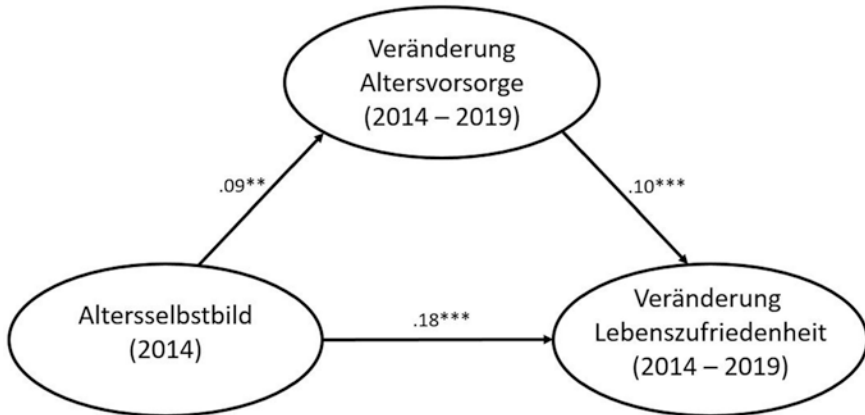 Veränderung
Altersvorsorge
(2014 – 2019)
.09**
.10***
Altersselbstbild
(2014)
.18***
Veränderung
Lebenszufriedenheit
(2014 – 2019)